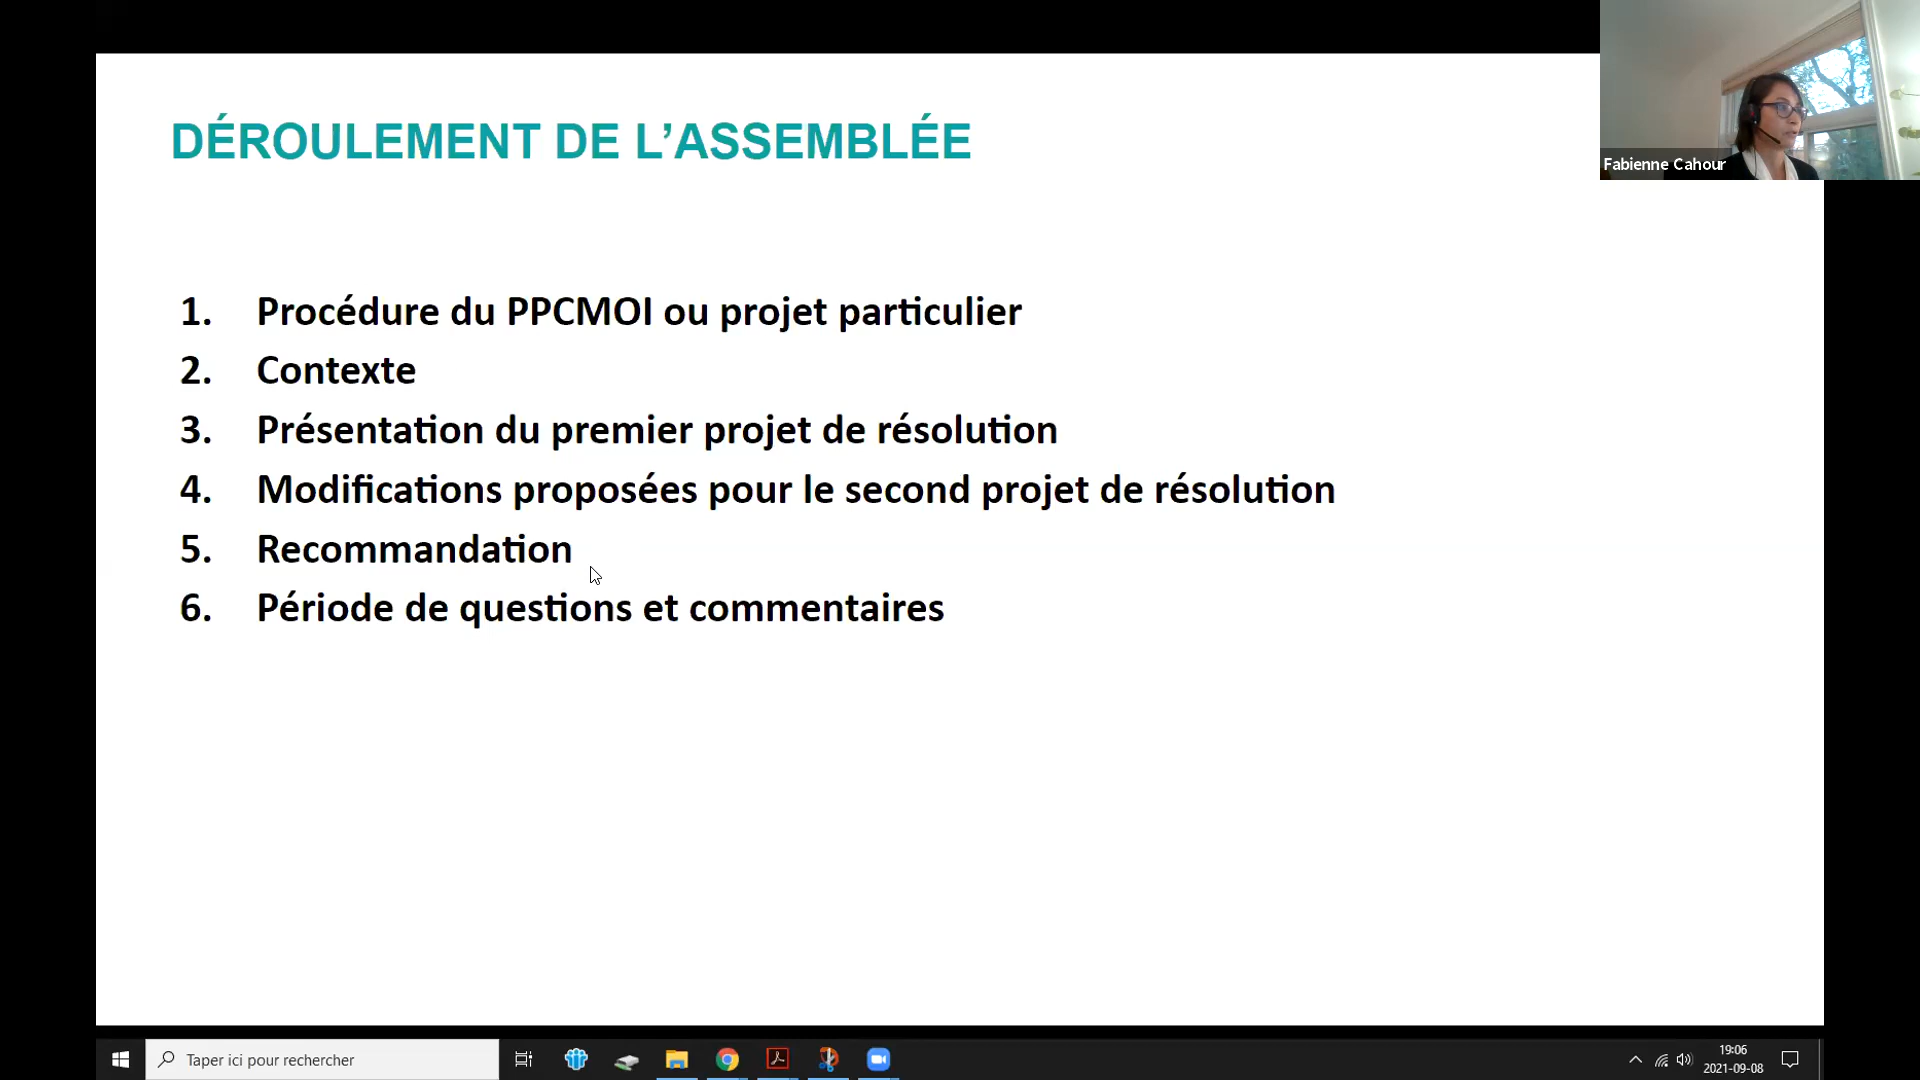 DÉROULEMENT DE L’ASSEMBLÉE
Fabienne Cahour
1. Procédure du PPCMOI ou projet particulier
2. Contexte
3. Présentation du premier projet de résolution
4. Modifications proposées pour le second projet de résolution
5. Recommandation
6. Période de questions et commentaires
Taper ici pour rechercher
19:06
2021-09-08